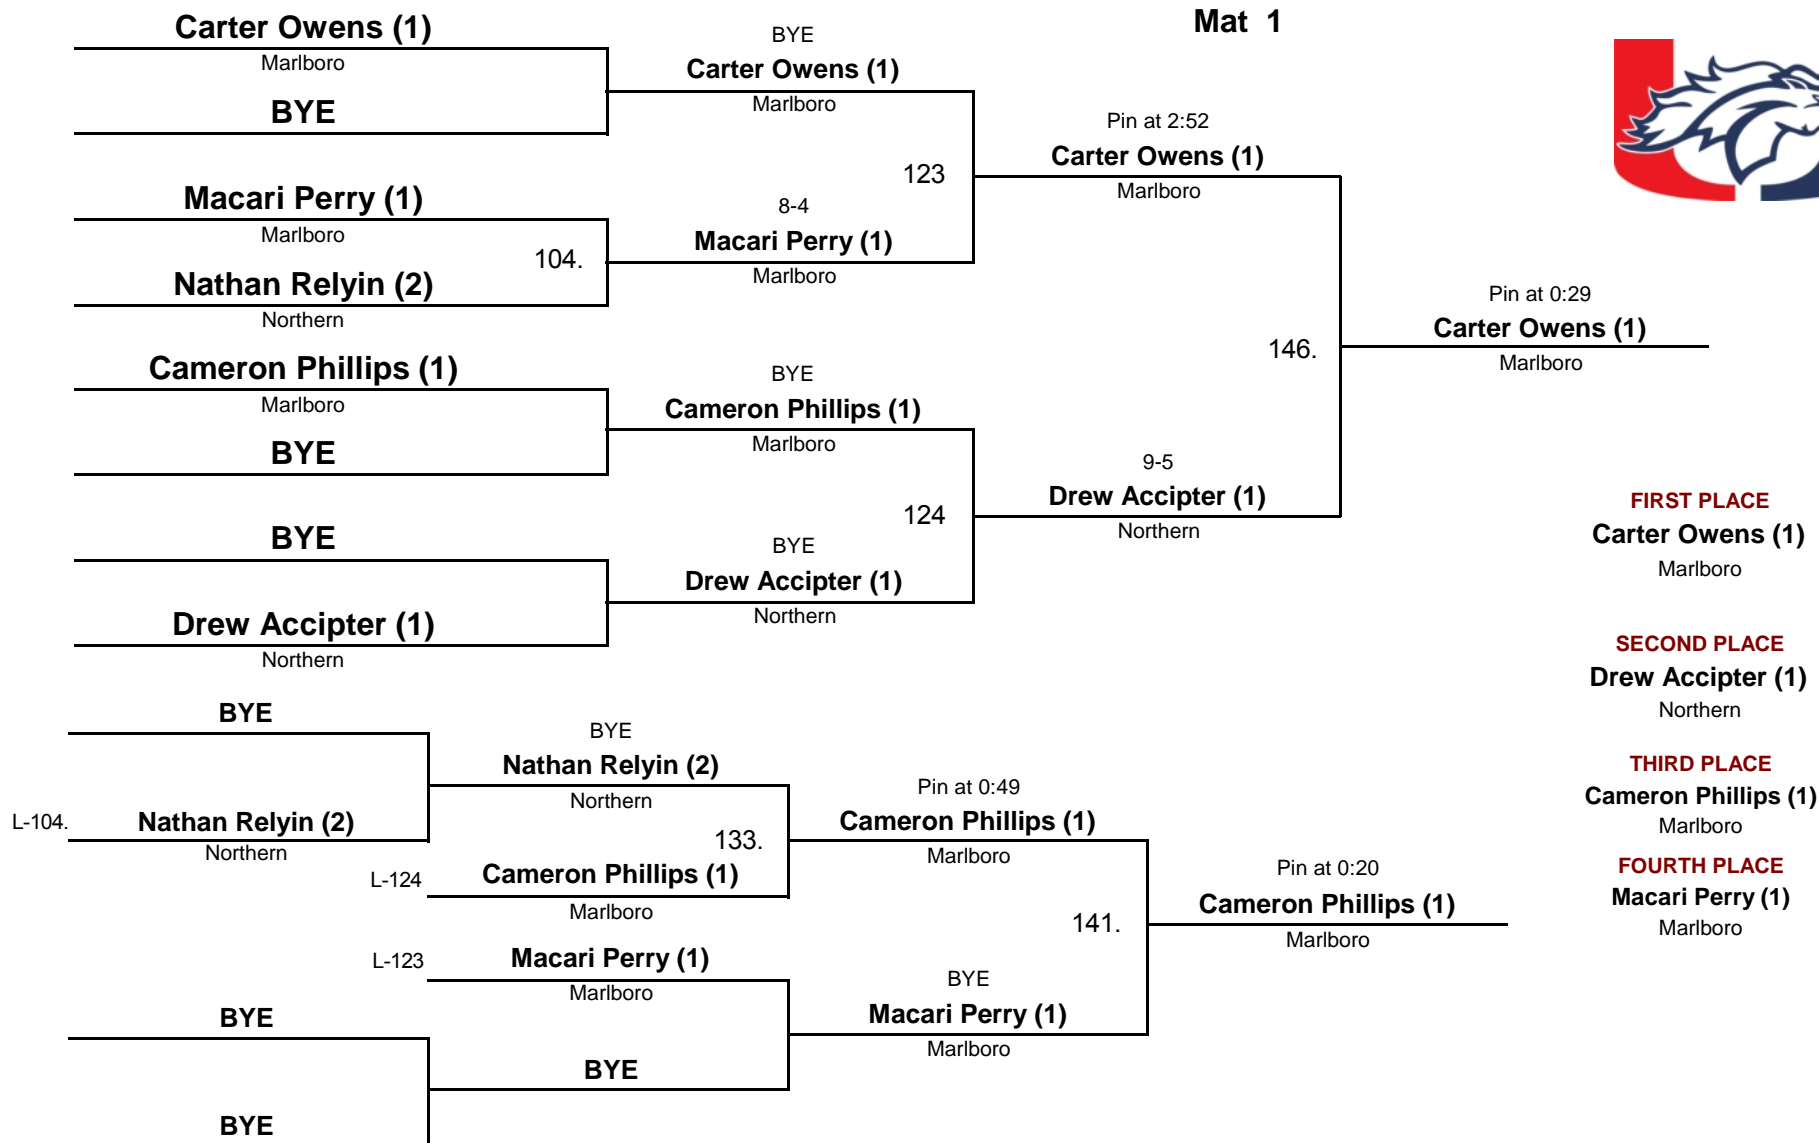 Mat 1
Carter Owens (1)
Marlboro
BYE
Macari Perry (1)
Marlboro
104.
Nathan Relyin (2)
Northern
Cameron Phillips (1)
Marlboro
BYE
BYE
Drew Accipter (1)
Northern
BYE
Carter Owens (1)
Marlboro
123
8-4
Macari Perry (1)
Marlboro
BYE
Cameron Phillips (1)
Marlboro
124
BYE
Drew Accipter (1)
Northern
Pin at 2:52
Carter Owens (1)
Marlboro
146.
9-5
Drew Accipter (1)
Northern
Pin at 0:29
Carter Owens (1)
Marlboro
FIRST PLACE
Carter Owens (1)
Marlboro
SECOND PLACE
Drew Accipter (1)
Northern
THIRD PLACE
Cameron Phillips (1)
Marlboro
FOURTH PLACE
Macari Perry (1)
Marlboro
BYE
L-104.
Nathan Relyin (2)
Northern
BYE
Nathan Relyin (2)
Northern
133.
L-124
Cameron Phillips (1)
Marlboro
L-123
Macari Perry (1)
Marlboro
BYE
BYE
BYE
Pin at 0:49
Cameron Phillips (1)
Marlboro
141.
BYE
Macari Perry (1)
Marlboro
Pin at 0:20
Cameron Phillips (1)
Marlboro